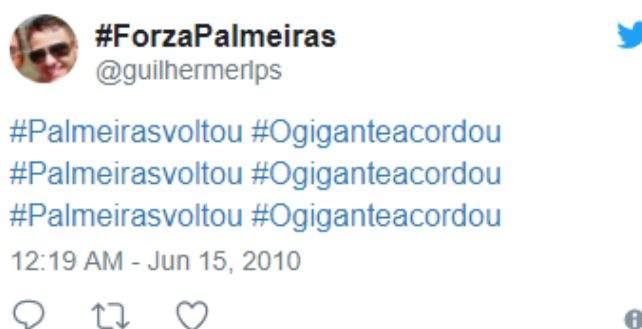 #ForzaPalmeiras
@guilhermerlps
#Palmeirasvoltou #Ogiganteacordou
#Palmeirasvoltou #Ogiganteacordou
#Palmeirasvoltou #Ogiganteacordou
12:19 AM - Jun 15, 2010